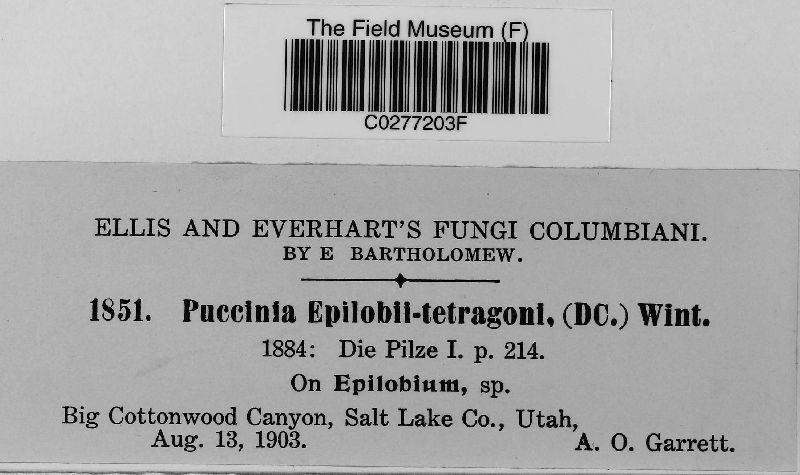 The Field Museum (F)
C0277203F
ELLIS AND EVERHART'S FUNGI COLUMBIANI.
BY E BARTHOLOMEW.
1851. Puccinia Epilobii-tetragoni, (DC.) Wint.
1884: Die Pilze I. p. 214.
On Epilobium, sp.
Big Cottonwood Canyon, Salt Lake Co., Utah,
Aug. 13, 1903. A. O. Garrett.